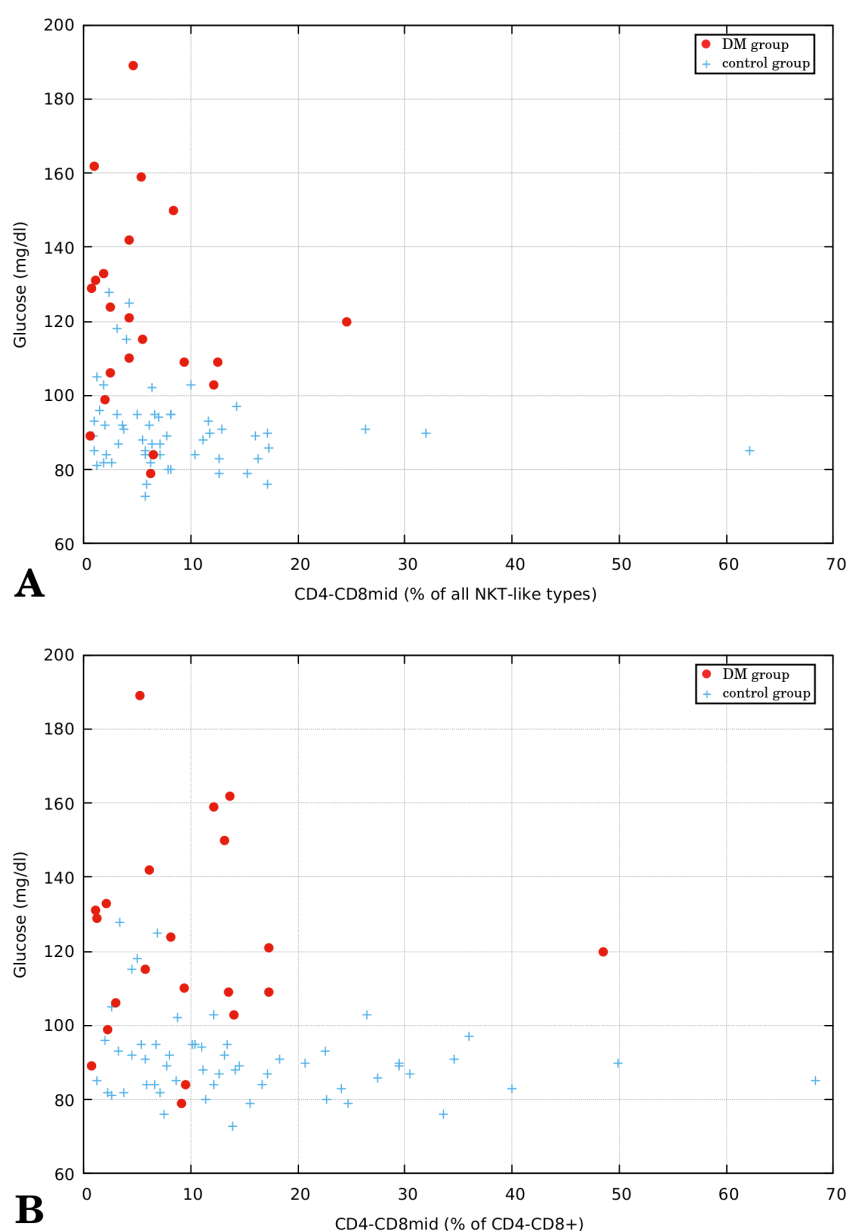 200
DM group
control group
180
160
140
120
100
80
60
Glucose (mg/dl)
0 10 20 30 40 50 60 70
A
CD4-CD8mid (% of all NKT-like types)
200
DM group
control group
180
160
140
120
100
80
60
Glucose (mg/dl)
0 10 20 30 40 50 60 70
B
CD4-CD8mid (% of CD4-CD8+)